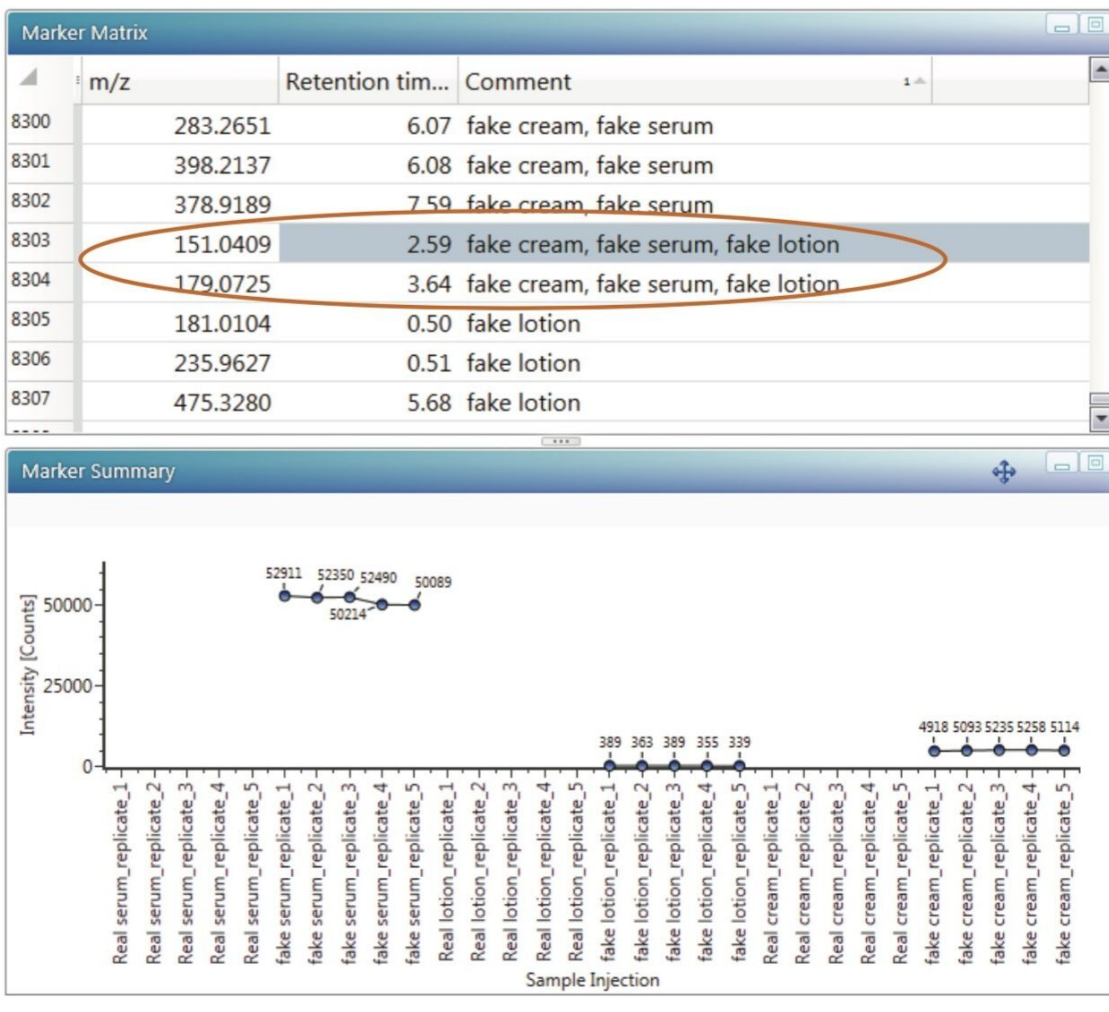 Marker Matrix
m/z Retention tim... Comment 1
8300 283.2651 6.07 fake cream, fake serum
8301 398.2137 6.08 fake cream, fake serum
8302 378.9189 7.59 fake cream, fake serum
8303 151.0409 2.59 fake cream, fake serum, fake lotion
8304 179.0725 3.64 fake cream, fake serum, fake lotion
8305 181.0104 0.50 fake lotion
8306 235.9627 0.51 fake lotion
8307 475.3280 5.68 fake lotion
Marker Summary
52911 52350 52490 50089
50214
50000
25000
0
Intensity [Counts]
389 363 389 355 339
4918 5093 5235 5258 5114
Real serum_replicate_1
Real serum_replicate_2
Real serum_replicate_3
Real serum_replicate_4
Real serum_replicate_5
fake serum_replicate_1
fake serum_replicate_2
fake serum_replicate_3
fake serum_replicate_4
fake serum_replicate_5
Real lotion_replicate_1
Real lotion_replicate_2
Real lotion_replicate_3
Real lotion_replicate_4
Real lotion_replicate_5
fake lotion_replicate_1
fake lotion_replicate_2
fake lotion_replicate_3
fake lotion_replicate_4
fake lotion_replicate_5
Real cream_replicate_1
Real cream_replicate_2
Real cream_replicate_3
Real cream_replicate_4
Real cream_replicate_5
fake cream_replicate_1
fake cream_replicate_2
fake cream_replicate_3
fake cream_replicate_4
fake cream_replicate_5
Sample Injection